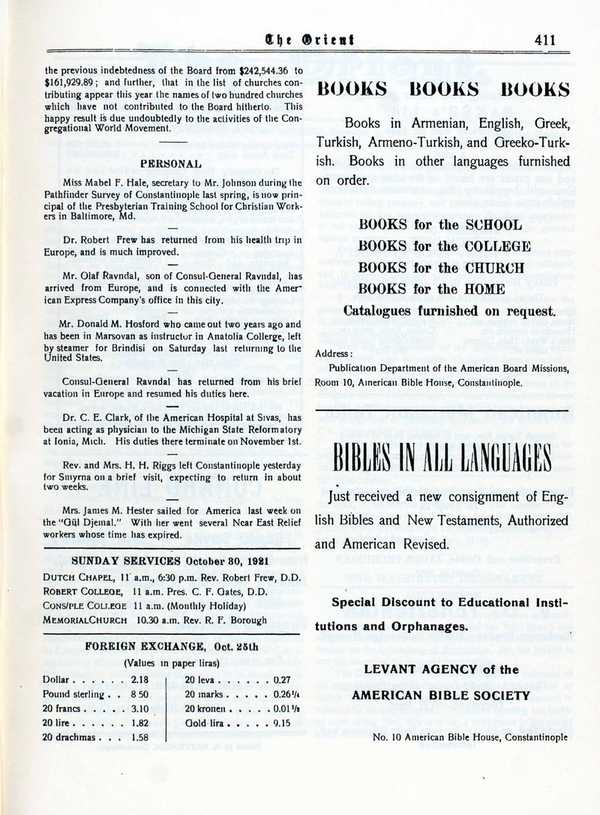 The Orient 411
the previous indebtedness of the Board from $242,544.36 to
$161,929.89 ; and further, that in the list of churches con-
tributing appear this year the names of two hundred churches
which have not contributed to the Board hitherto. This
happy result is due undoubtedly to the activities of the Con-
gregational World Movement.
PERSONAL
Miss Mabel F. Hale, secretary to Mr. Johnson during the
Pathfinder Survey of Constantinople last spring, is now prin-
cipal of the Presbyterian Training School for Christian Work-
ers in Baltimore, Md.
Dr. Robert Frew has returned from his health trip in
Europe, and is much improved.
Mr. Olaf Ravndal, son of Consul-General Ravndal, has
arrived from Europe, and is connected with the Amer-
ican Express Company's office in this city.
Mr. Donald M. Hosford who came out two years ago and
has been in Marsovan as instructor in Anatolia Collerge, left
by steamer for Brindisi on Saturday last returning to the
United States.
Consul-General Ravndal has returned from his brief
vacation in Europe and resumed his duties here.
Dr. C. E. Clark, of the American Hospital at Sivas, has
been acting as physician to the Michigan State Reformatory
at Ionia, Mich. His duties there terminate on November 1st.
Rev. and Mrs. H. H. Riggs left Constantinople yesterday
for Smyrna on a brief visit, expecting to return in about
two weeks.
Mrs. James M. Hester sailed for America last week on
the "Gül Djemal." With her went several Near East Relief
workers whose time has expired.
SUNDAY SERVICES October 30, 1921
DUTCH CHAPEL, 11 a.m., 6:30 p.m. Rev. Robert Frew, D.D.
ROBERT COLLEGE, 11 a.m. Pres. C. F. Gates, D.D.
CONS/PLE COLLEGE 11 a.m. (Monthly Holiday)
MEMORIALCHURCH 10.30 a.m. Rev. R. F. Borough
FOREIGN EXCHANGE, Oct. 25th
(Values in paper liras)
Dollar . . . . . . 2.18
Pound sterling . . 8 50
20 francs . . . . . 3.10
20 lire . . . . . . 1.82
20 drachmas . . . 1.58
20 leva . . . . . . 0.27
20 marks . . . . . 0.26¼
20 kronen . . . . . 0.01⅛
Gold lira . . . . . 9.15
BOOKS BOOKS BOOKS
Books in Armenian, English, Greek,
Turkish, Armeno-Turkish, and Greeko-Turk-
ish. Books in other languages furnished
on order.
BOOKS for the SCHOOL
BOOKS for the COLLEGE
BOOKS for the CHURCH
BOOKS for the HOME
Catalogues furnished on request.
Address :
Publication Department of the American Board Missions,
Room 10, American Bible House, Constantinople.
BIBLES IN ALL LANGUAGES
Just received a new consignment of Eng-
lish Bibles and New Testaments, Authorized
and American Revised.
Special Discount to Educational Insti-
tutions and Orphanages.
LEVANT AGENCY of the
AMERICAN BIBLE SOCIETY
No. 10 American Bible House, Constantinople